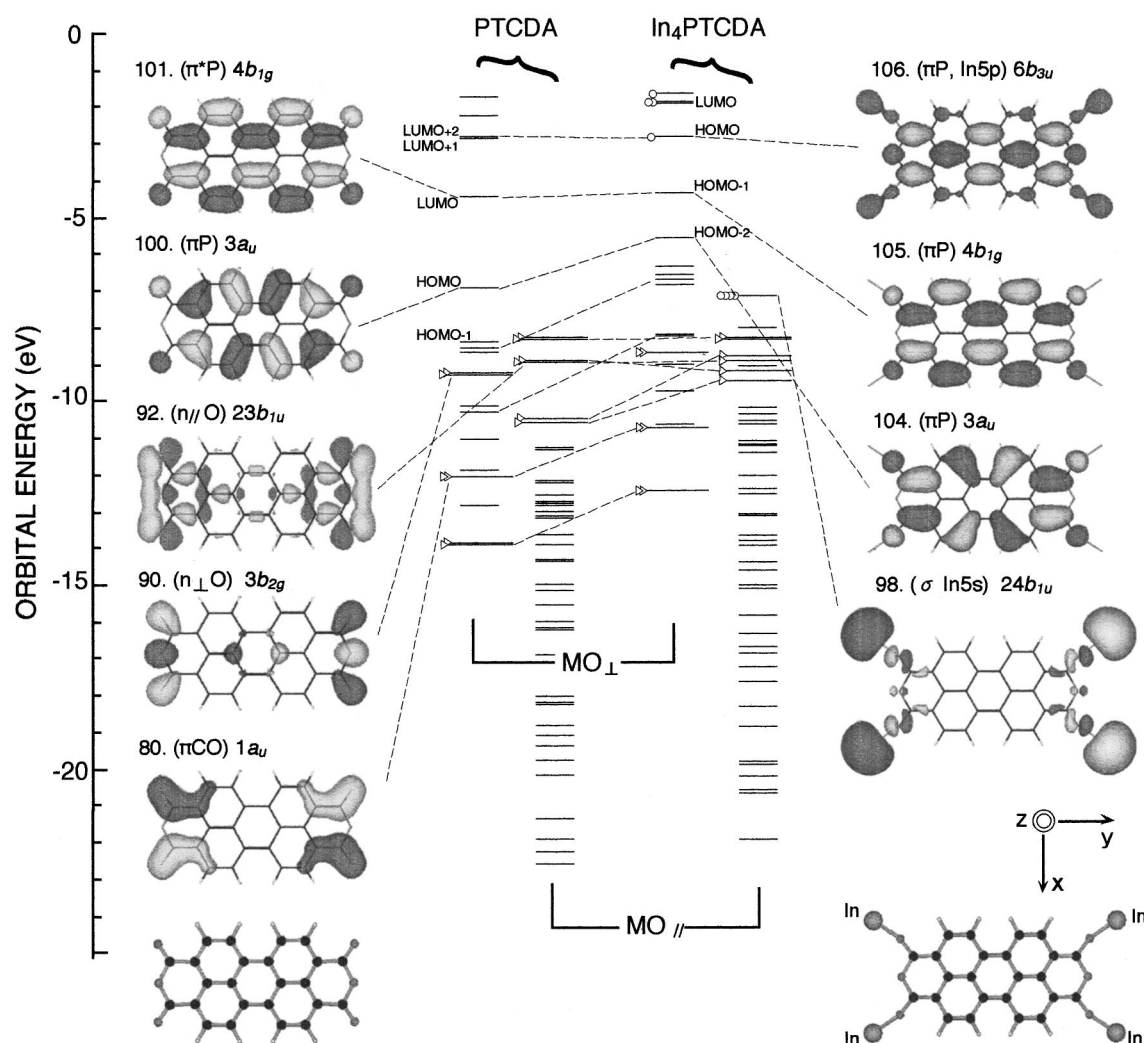 PTCDA
In₄PTCDA
ORBITAL ENERGY (eV)
0
-5
-10
-15
-20
101. (π*P) 4b₁g
100. (πP) 3aᵤ
92. (n// O) 23b₁ᵤ
90. (n⊥O) 3b₂g
80. (πCO) 1aᵤ
LUMO+2
LUMO+1
LUMO
HOMO
HOMO-1
LUMO
HOMO
HOMO-1
HOMO-2
MO⊥
MO //
106. (πP, In5p) 6b₃ᵤ
105. (πP) 4b₁g
104. (πP) 3aᵤ
98. (σ In5s) 24b₁ᵤ
z
y
x
In
In
In
In